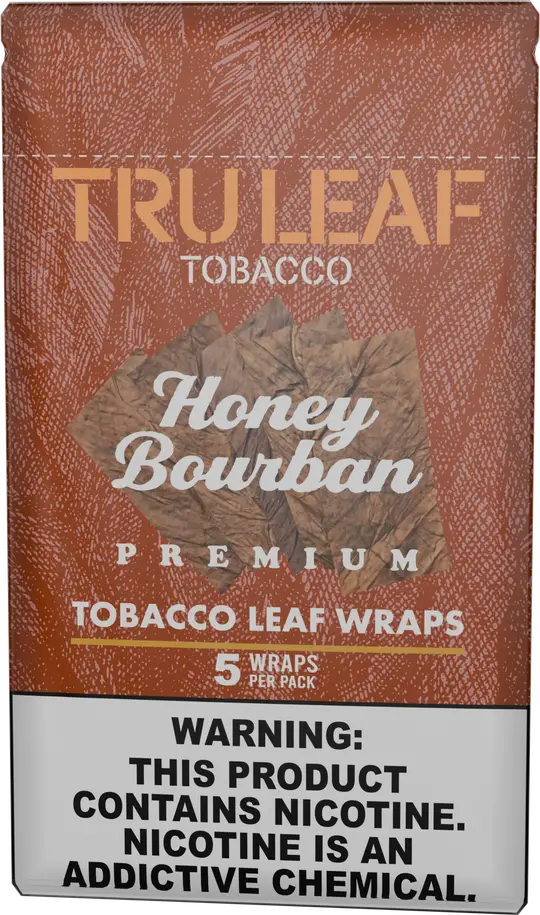 TRU LEAF
TOBACCO
Honey
Bourban
PREMIUM
TOBACCO LEAF WRAPS
5 WRAPS
PER PACK
WARNING:
THIS PRODUCT
CONTAINS NICOTINE.
NICOTINE IS AN
ADDICTIVE CHEMICAL.